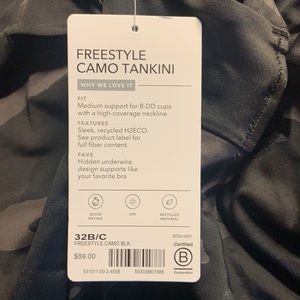 FREESTYLE
CAMO TANKINI
WHY WE LOVE IT
FIT
Medium support for B-DD cups
with a high-coverage neckline
FEATURES
Sleek, recycled H2ECO.
See product label for
full fiber content.
FAVE
Hidden underwire
design supports like
your favorite bra
QUICK
DRYING
UPF
RECYCLED
MATERIAL
32B/C
FREESTYLE CAMO BLK
$89.00
Certified
B
Corporation